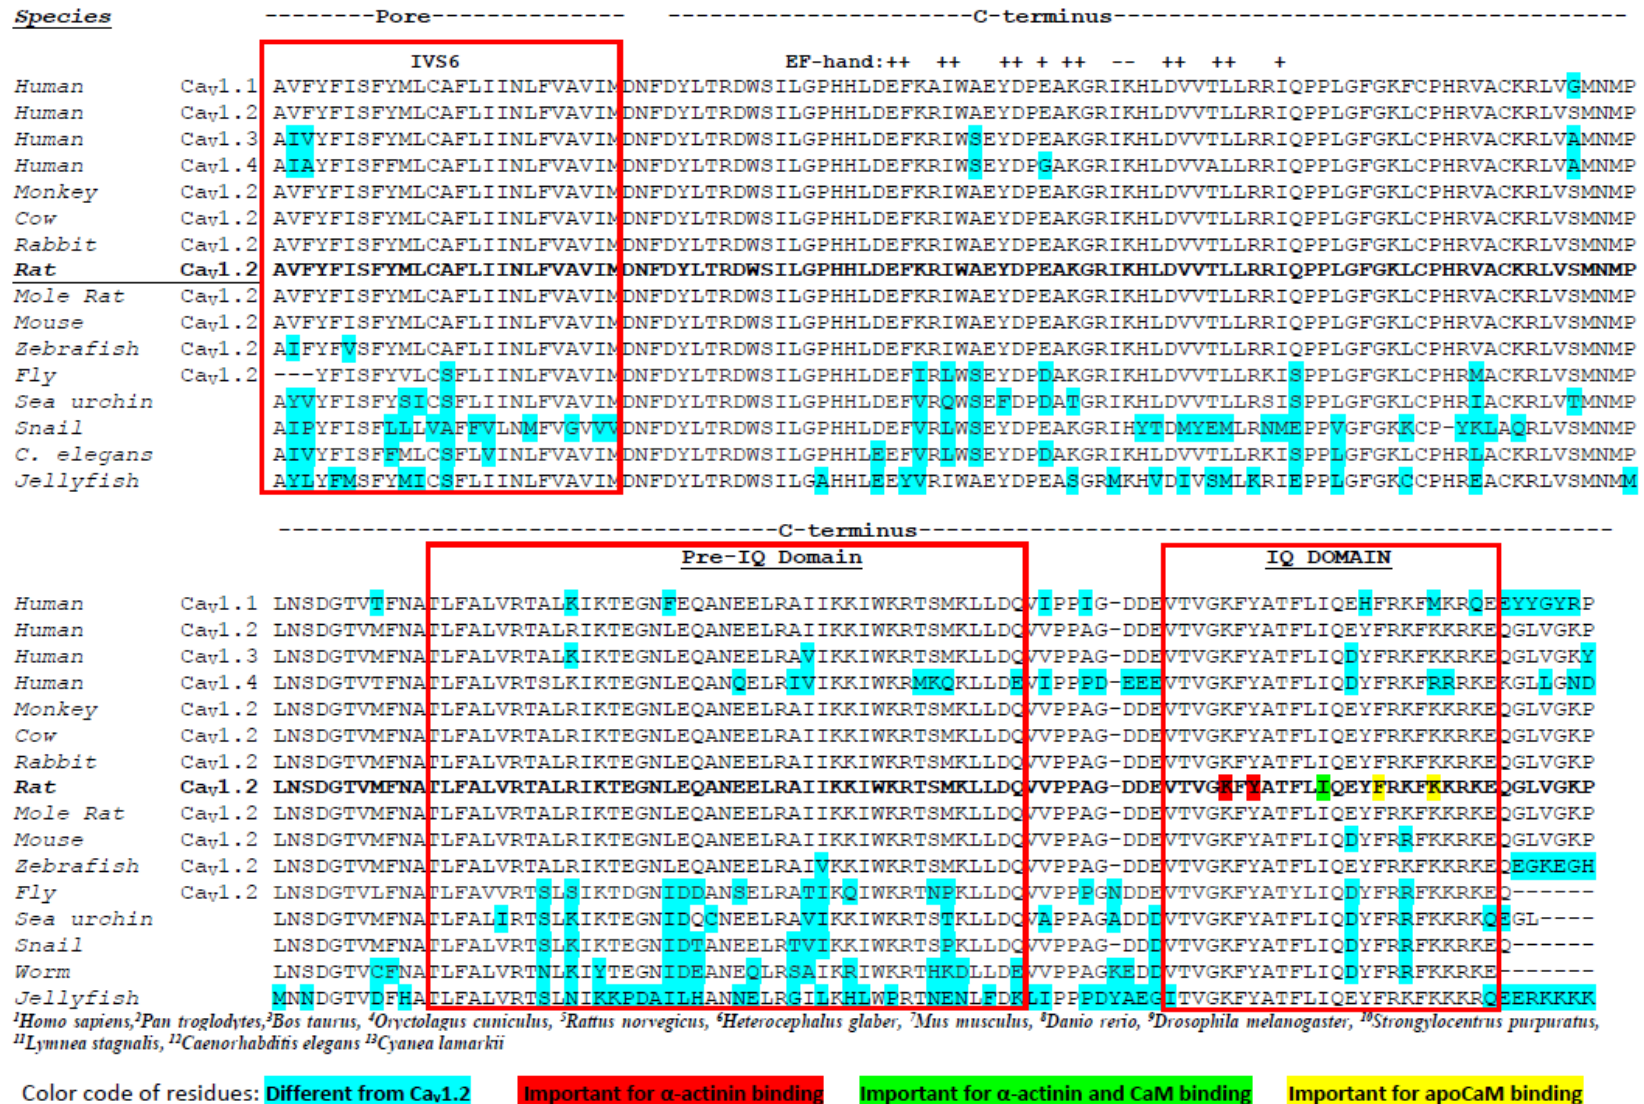 Species --------Pore-------------- ---------------------C-terminus-----------------------------------
IVS6 EF-hand:++ ++ ++ + ++ -- ++ ++ +
Human Cav1.1 AVFYFISFYMLCAFLIINLFVAVIMDNFDYLTRDWSILGPHHLDEFKAIWAEYDPEAKGRIKHLDVVTLLRRIQPPLGFGKFCPHRVACKRLVGMNMP
Human Cav1.2 AVFYFISFYMLCAFLIINLFVAVIMDNFDYLTRDWSILGPHHLDEFKRIWAEYDPEAKGRIKHLDVVTLLRRIQPPLGFGKLCPHRVACKRLVSMNMP
Human Cav1.3 AIVYFISFYMLCAFLIINLFVAVIMDNFDYLTRDWSILGPHHLDEFKRIWSEYDPEAKGRIKHLDVVTLLRRIQPPLGFGKLCPHRVACKRLVAMNMP
Human Cav1.4 AIAYFISFFMLCAFLIINLFVAVIMDNFDYLTRDWSILGPHHLDEFKRIWSEYDPGAKGRIKHLDVVALLRRIQPPLGFGKLCPHRVACKRLVAMNMP
Monkey Cav1.2 AVFYFISFYMLCAFLIINLFVAVIMDNFDYLTRDWSILGPHHLDEFKRIWAEYDPEAKGRIKHLDVVTLLRRIQPPLGFGKLCPHRVACKRLVSMNMP
Cow Cav1.2 AVFYFISFYMLCAFLIINLFVAVIMDNFDYLTRDWSILGPHHLDEFKRIWAEYDPEAKGRIKHLDVVTLLRRIQPPLGFGKLCPHRVACKRLVSMNMP
Rabbit Cav1.2 AVFYFISFYMLCAFLIINLFVAVIMDNFDYLTRDWSILGPHHLDEFKRIWAEYDPEAKGRIKHLDVVTLLRRIQPPLGFGKLCPHRVACKRLVSMNMP
Rat Cav1.2 AVFYFISFYMLCAFLIINLFVAVIMDNFDYLTRDWSILGPHHLDEFKRIWAEYDPEAKGRIKHLDVVTLLRRIQPPLGFGKLCPHRVACKRLVSMNMP
Mole Rat Cav1.2 AVFYFISFYMLCAFLIINLFVAVIMDNFDYLTRDWSILGPHHLDEFKRIWAEYDPEAKGRIKHLDVVTLLRRIQPPLGFGKLCPHRVACKRLVSMNMP
Mouse Cav1.2 AVFYFISFYMLCAFLIINLFVAVIMDNFDYLTRDWSILGPHHLDEFKRIWAEYDPEAKGRIKHLDVVTLLRRIQPPLGFGKLCPHRVACKRLVSMNMP
Zebrafish Cav1.2 AIFYFVSFYMLCAFLIINLFVAVIMDNFDYLTRDWSILGPHHLDEFKRIWAEYDPEAKGRIKHLDVVTLLRRIQPPLGFGKLCPHRVACKRLVSMNMP
Fly Cav1.2 ---YFISFYVLCSFLIINLFVAVIMDNFDYLTRDWSILGPHHLDEFIRLWSEYDPDAKGRIKHLDVVTLLRKISPPLGFGKLCPHRMACKRLVSMNMP
Sea urchin AYVYFISFYSICSFLIINLFVAVIMDNFDYLTRDWSILGPHHLDEFVRQWSEFDPDATGRIKHLDVVTLLRSISPPLGFGKLCPHRIACKRLVTMNMP
Snail AIPYFISFLLLVAFFVLNMFVGVVVDNFDYLTRDWSILGPHHLDEFVRLWSEYDPEAKGRIHYTDMYEMLRNMEPPVGFGKKCP-YKLAQRLVSMNMP
C. elegans AIVYFISFFMLCSFLVINLFVAVIMDNFDYLTRDWSILGPHHLEEFVRLWSEYDPDAKGRIKHLDVVTLLRKISPPLGFGKLCPHRLACKRLVSMNMP
Jellyfish AYLYFMSFYMICSFLIINLFVAVIMDNFDYLTRDWSILGAHHLEEYVRIWSEYDPEASGRMKHVDIVSMLKRIEPPLGFGKCCPHREACKRLVSMNMM
------------------------------------C-terminus--------------------------------------------------
Pre-IQ Domain IQ DOMAIN
Human Cav1.1 LNSDGTVTFNATLFALVRTALKIKTEGNFEQANEELRAIIKKIWKRTSMKLLDQVIPPIG-DDEVTVGKFYATFLIQEHFRKFMKRQEEYYGYRP
Human Cav1.2 LNSDGTVMFNATLFALVRTALRIKTEGNLEQANEELRAIIKKIWKRTSMKLLDQVVPPAG-DDEVTVGKFYATFLIQEYFRKFKKRKEQGLVGKP
Human Cav1.3 LNSDGTVMFNATLFALVRTALKIKTEGNLEQANEELRAVIKKIWKRTSMKLLDQVVPPAG-DDEVTVGKFYATFLIQDYFRKFKKRKEQGLVGKY
Human Cav1.4 LNSDGTVTFNATLFALVRTSLKIKTEGNLEQANQELRIVIKKIWKRMKQKLLDEVIPPPD-EEEVTVGKFYATFLIQDYFRKFRRRKEKGLLGND
Monkey Cav1.2 LNSDGTVMFNATLFALVRTALRIKTEGNLEQANEELRAIIKKIWKRTSMKLLDQVVPPAG-DDEVTVGKFYATFLIQEYFRKFKKRKEQGLVGKP
Cow Cav1.2 LNSDGTVMFNATLFALVRTALRIKTEGNLEQANEELRAIIKKIWKRTSMKLLDQVVPPAG-DDEVTVGKFYATFLIQEYFRKFKKRKEQGLVGKP
Rabbit Cav1.2 LNSDGTVMFNATLFALVRTALRIKTEGNLEQANEELRAIIKKIWKRTSMKLLDQVVPPAG-DDEVTVGKFYATFLIQEYFRKFKKRKEQGLVGKP
Rat Cav1.2 LNSDGTVMFNATLFALVRTALRIKTEGNLEQANEELRAIIKKIWKRTSMKLLDQVVPPAG-DDEVTVGKFYATFLIQEYFRKFKKRKEQGLVGKP
Mole Rat Cav1.2 LNSDGTVMFNATLFALVRTALRIKTEGNLEQANEELRAIIKKIWKRTSMKLLDQVVPPAG-DDEVTVGKFYATFLIQEYFRKFKKRKEQGLVGKP
Mouse Cav1.2 LNSDGTVMFNATLFALVRTALRIKTEGNLEQANEELRAIIKKIWKRTSMKLLDQVVPPAG-DDEVTVGKFYATFLIQDYFRRFKKRKEQGLVGKP
Zebrafish Cav1.2 LNSDGTVMFNATLFALVRTALRIKTEGNLEQANEELRAIVKKIWKRTSMKLLDQVVPPAG-DDEVTVGKFYATFLIQEYFRKFKKRKEQEGKEGH
Fly Cav1.2 LNSDGTVLFNATLFAVVRTSLSIKTDGNIDDANSELRATIKQIWKRTNPKLLDQVVPPPGNDDEVTVGKFYATYLIQDYFRRFKKRKEQ------
Sea urchin LNSDGTVMFNATLFALIRTSLKIKTEGNIDQCNEELRAVIKKIWKRTSTKLLDQVAPPAGADDDVTVGKFYATFLIQDYFRRFKKRKQEGL----
Snail LNSDGTVMFNATLFALVRTSLKIKTEGNIDTANEELRTVIKKIWKRTSPKLLDQVVPPAG-DDDVTVGKFYATFLIQDYFRRFKKRKEQ------
Worm LNSDGTVCFNATLFALVRTNLKIYTEGNIDEANEQLRSAIKRIWKRTHKDLLDEVVPPAGKEDDVTVGKFYATFLIQDYFRRFKKRKE-------
Jellyfish MNNDGTVDFHATLFALVRTSLNIKKPDAILHANNELRGILKHLWPRTNENLFDKLIPPPDYAEGITVGKFYATFLIQEYFRKFKKKRQEERKKKK
1Homo sapiens,2Pan troglodytes,3Bos taurus, 4Oryctolagus cuniculus, 5Rattus norvegicus, 6Heterocephalus glaber, 7Mus musculus, 8Danio rerio, 9Drosophila melanogaster, 10Strongylocentrus purpuratus,
11Lymnea stagnalis, 12Caenorhabditis elegans 13Cyanea lamarkii
Color code of residues: Different from Cav1.2 Important for α-actinin binding Important for α-actinin and CaM binding Important for apoCaM binding